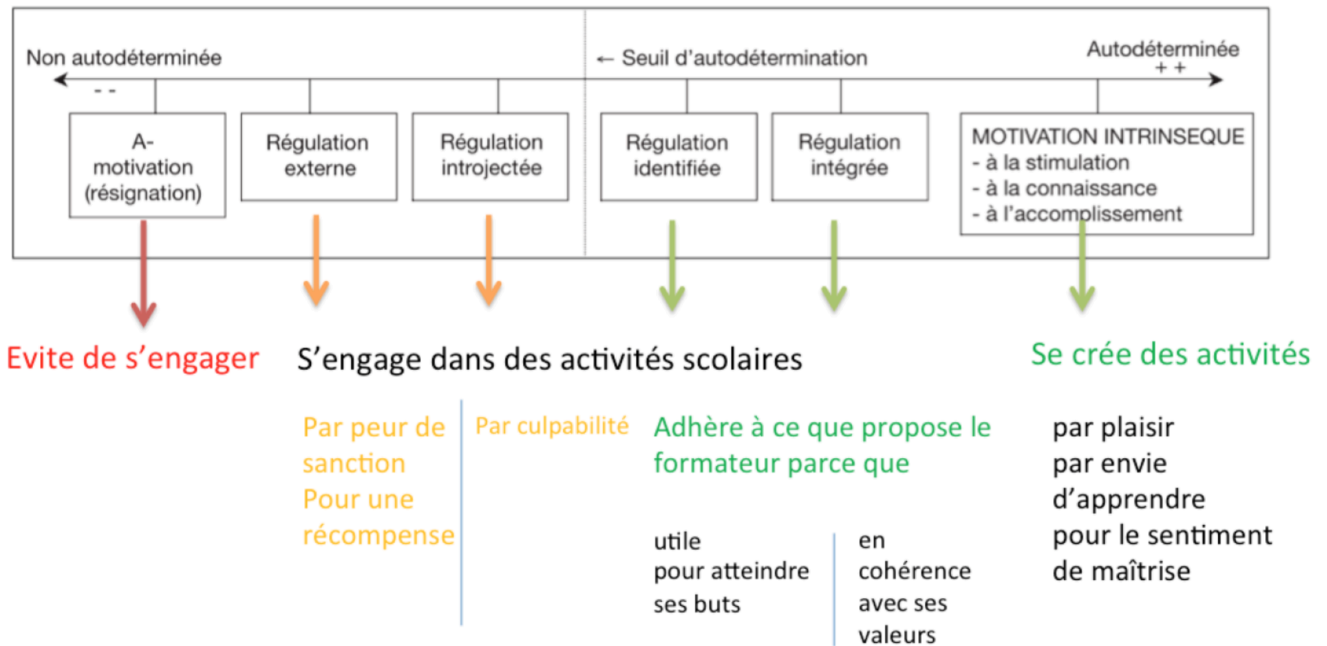 Non autodéterminée
- -
← Seuil d'autodétermination
Autodéterminée
+ +
A-
motivation
(résignation)
Régulation
externe
Régulation
introjectée
Régulation
identifiée
Régulation
intégrée
MOTIVATION INTRINSEQUE
- à la stimulation
- à la connaissance
- à l'accomplissement
Evite de s'engager
S'engage dans des activités scolaires
Se crée des activités
Par peur de
sanction
Pour une
récompense
Par culpabilité
Adhère à ce que propose le
formateur parce que
utile
pour atteindre
ses buts
en
cohérence
avec ses
valeurs
par plaisir
par envie
d'apprendre
pour le sentiment
de maîtrise